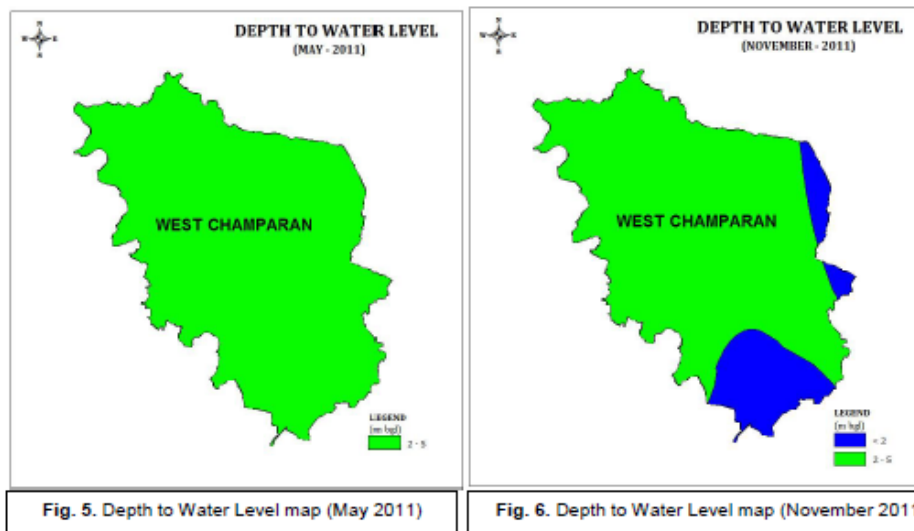 N
W E
S
DEPTH TO WATER LEVEL
(MAY - 2011)
WEST CHAMPARAN
LEGEND
(m bgl)
2 - 5
Fig. 5. Depth to Water Level map (May 2011)
N
W E
S
DEPTH TO WATER LEVEL
(NOVEMBER - 2011)
WEST CHAMPARAN
LEGEND
(m bgl)
< 2
2 - 5
Fig. 6. Depth to Water Level map (November 2011